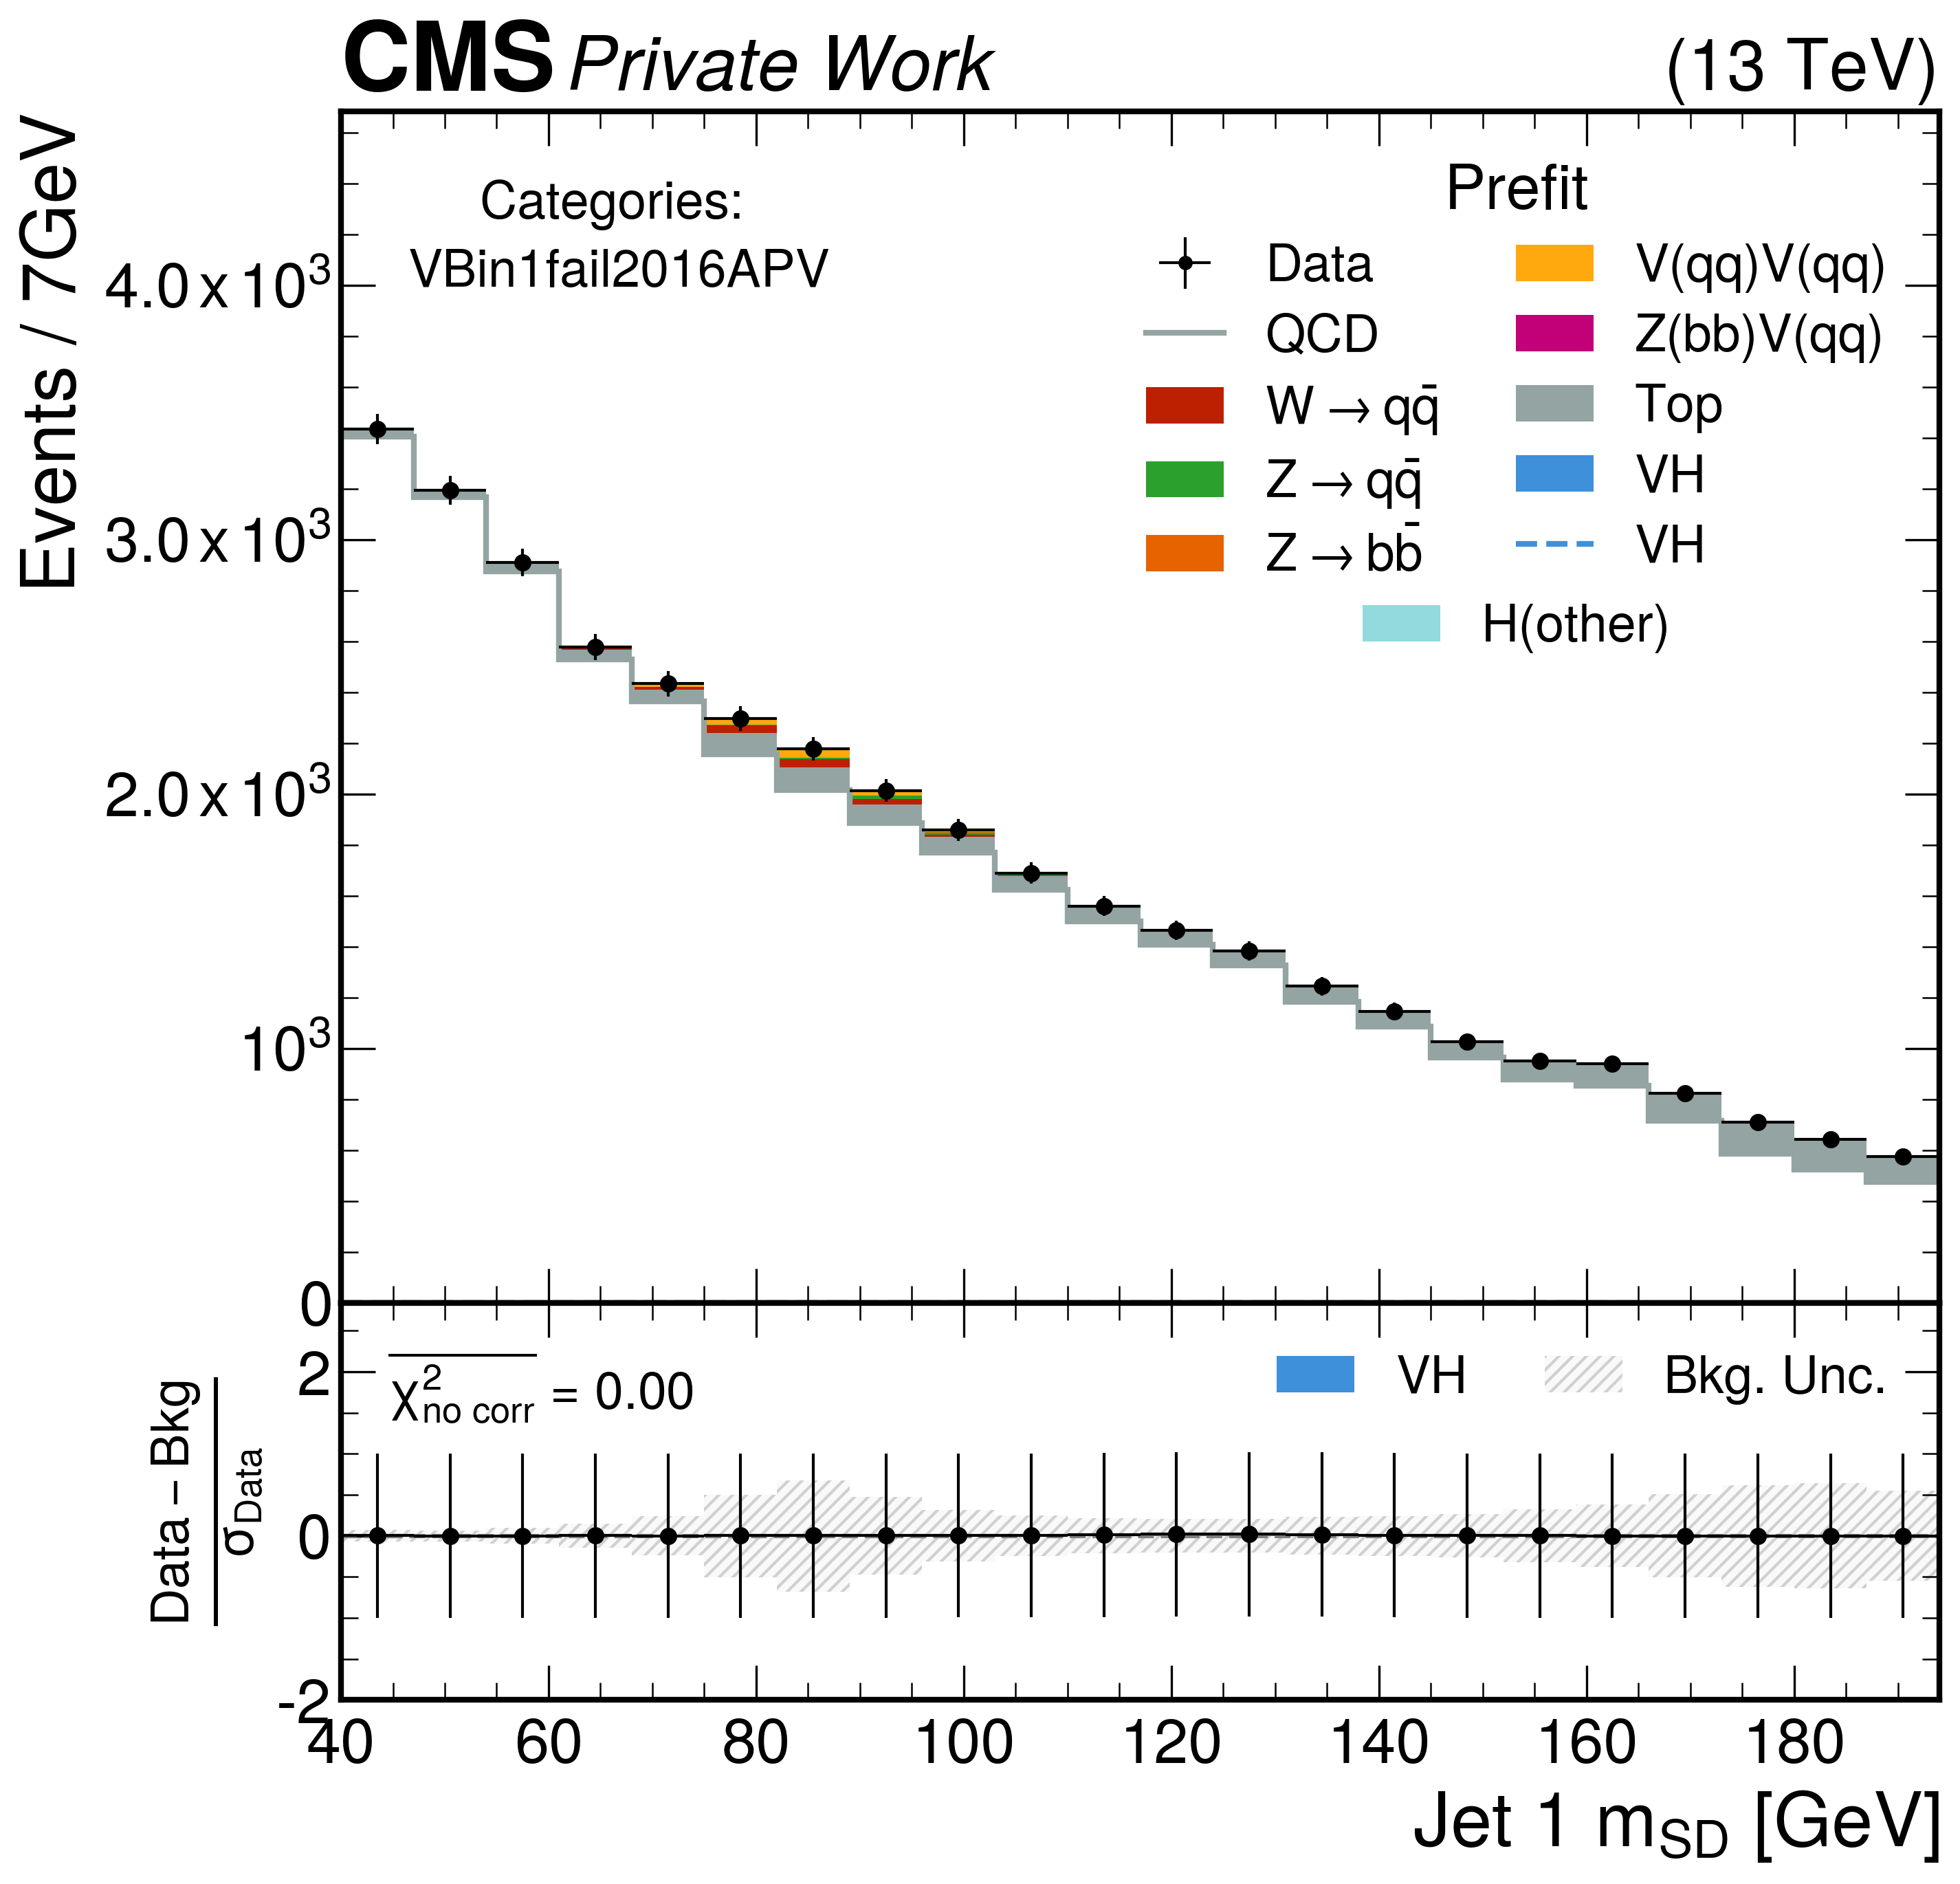 CMS Private Work (13 TeV)
Events / 7GeV
Categories:
VBin1fail2016APV
Prefit
Data
QCD
W → qq̄
Z → qq̄
Z → bb̄
V(qq)V(qq)
Z(bb)V(qq)
Top
VH
VH
H(other)
4.0 x 10³
3.0 x 10³
2.0 x 10³
10³
0
Data – Bkg
σData
2
0
-2
χ²no corr = 0.00
VH
Bkg. Unc.
40 60 80 100 120 140 160 180
Jet 1 mSD [GeV]